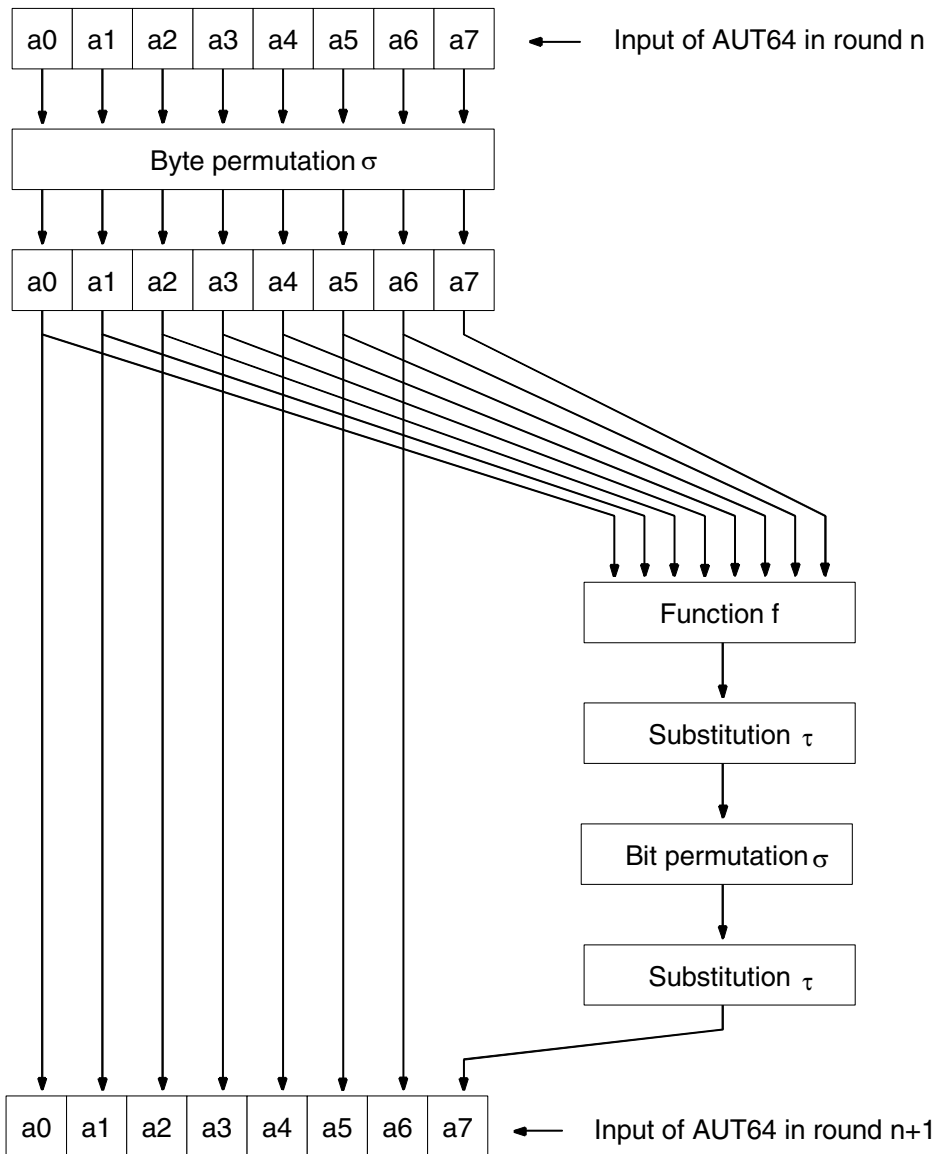 a0 a1 a2 a3 a4 a5 a6 a7 Input of AUT64 in round n
Byte permutation σ
a0 a1 a2 a3 a4 a5 a6 a7
Function f
Substitution τ
Bit permutation σ
Substitution τ
a0 a1 a2 a3 a4 a5 a6 a7 Input of AUT64 in round n+1